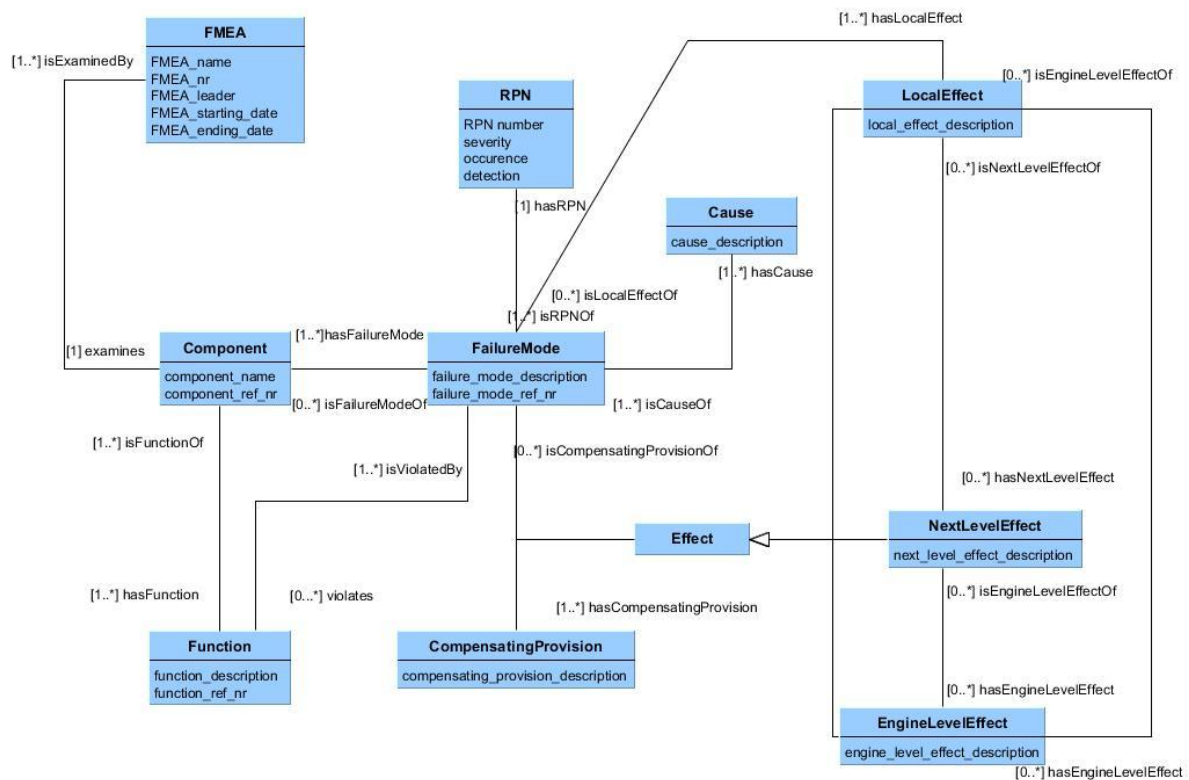 FMEA
FMEA_name
FMEA_nr
FMEA_leader
FMEA_starting_date
FMEA_ending_date
[1..*] isExaminedBy
[1..*] hasLocalEffect
[0..*] isEngineLevelEffectOf
RPN
RPN number
severity
occurence
detection
LocalEffect
local_effect_description
[0..*] isNextLevelEffectOf
[1] hasRPN
Cause
cause_description
[1..*] hasCause
[0..*] isLocalEffectOf
[1..*] isRPNOf
[1..*]hasFailureMode
[1] examines
Component
component_name
component_ref_nr
FailureMode
failure_mode_description
failure_mode_ref_nr
[0..*] isFailureModeOf
[1..*] isCauseOf
[1..*] isFunctionOf
[0..*] isCompensatingProvisionOf
[1..*] isViolatedBy
[0..*] hasNextLevelEffect
Effect
NextLevelEffect
next_level_effect_description
[1..*] hasFunction
[0...*] violates
[0..*] isEngineLevelEffectOf
[1..*] hasCompensatingProvision
Function
function_description
function_ref_nr
CompensatingProvision
compensating_provision_description
[0..*] hasEngineLevelEffect
EngineLevelEffect
engine_level_effect_description
[0..*] hasEngineLevelEffect